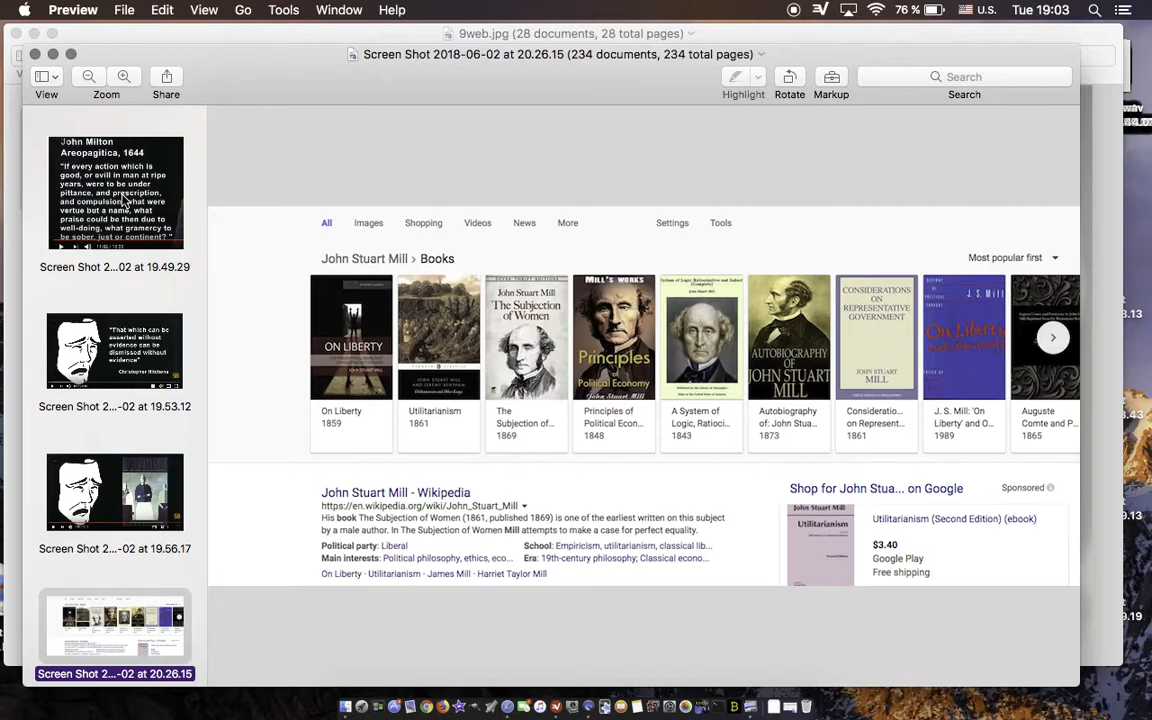 Preview File Edit View Go Tools Window Help 76 % U.S. Tue 19:03
9web.jpg (28 documents, 28 total pages)
Screen Shot 2018-06-02 at 20.26.15 (234 documents, 234 total pages)
View Zoom Share Highlight Rotate Markup Search
Search
John Milton
Areopagitica, 1644
"If every action which is
good, or evill in man at ripe
years, were to be under
pittance, and prescription,
and compulsion, what were
vertue but a name, what
praise could be then due to
well-doing, what gramercy to
be sober, just or continent? "
Screen Shot 2...02 at 19.49.29
"That which can be
asserted without
evidence can be
dismissed without
evidence"
Christopher Hitchens
Screen Shot 2...-02 at 19.53.12
Screen Shot 2...-02 at 19.56.17
Screen Shot 2...-02 at 20.26.15
All Images Shopping Videos News More Settings Tools
John Stuart Mill › Books
Most popular first
ON LIBERTY
JOHN STUART MILL
John Stuart Mill
The Subjection
of Women
MILL'S WORKS
Principles
of Political Economy
John Stuart Mill
AUTOBIOGRAPHY
OF JOHN STUART
MILL
CONSIDERATIONS
ON
REPRESENTATIVE
GOVERNMENT
JOHN STUART
MILL
J. S. Mill
On Liberty
On Liberty
1859
Utilitarianism
1861
The
Subjection of...
1869
Principles of
Political Econ...
1848
A System of
Logic, Ratioci...
1843
Autobiography
of: John Stua...
1873
Consideratio...
on Represent...
1861
J. S. Mill: 'On
Liberty' and O...
1989
Auguste
Comte and P...
1865
John Stuart Mill - Wikipedia
https://en.wikipedia.org/wiki/John_Stuart_Mill
His book The Subjection of Women (1861, published 1869) is one of the earliest written on this subject
by a male author. In The Subjection of Women Mill attempts to make a case for perfect equality.
Political party: Liberal School: Empiricism, utilitarianism, classical lib...
Main interests: Political philosophy, ethics, eco... Era: 19th-century philosophy; Classical econo...
On Liberty · Utilitarianism · James Mill · Harriet Taylor Mill
Shop for John Stua... on Google Sponsored
John Stuart Mill
Utilitarianism
Utilitarianism (Second Edition) (ebook)
$3.40
Google Play
Free shipping